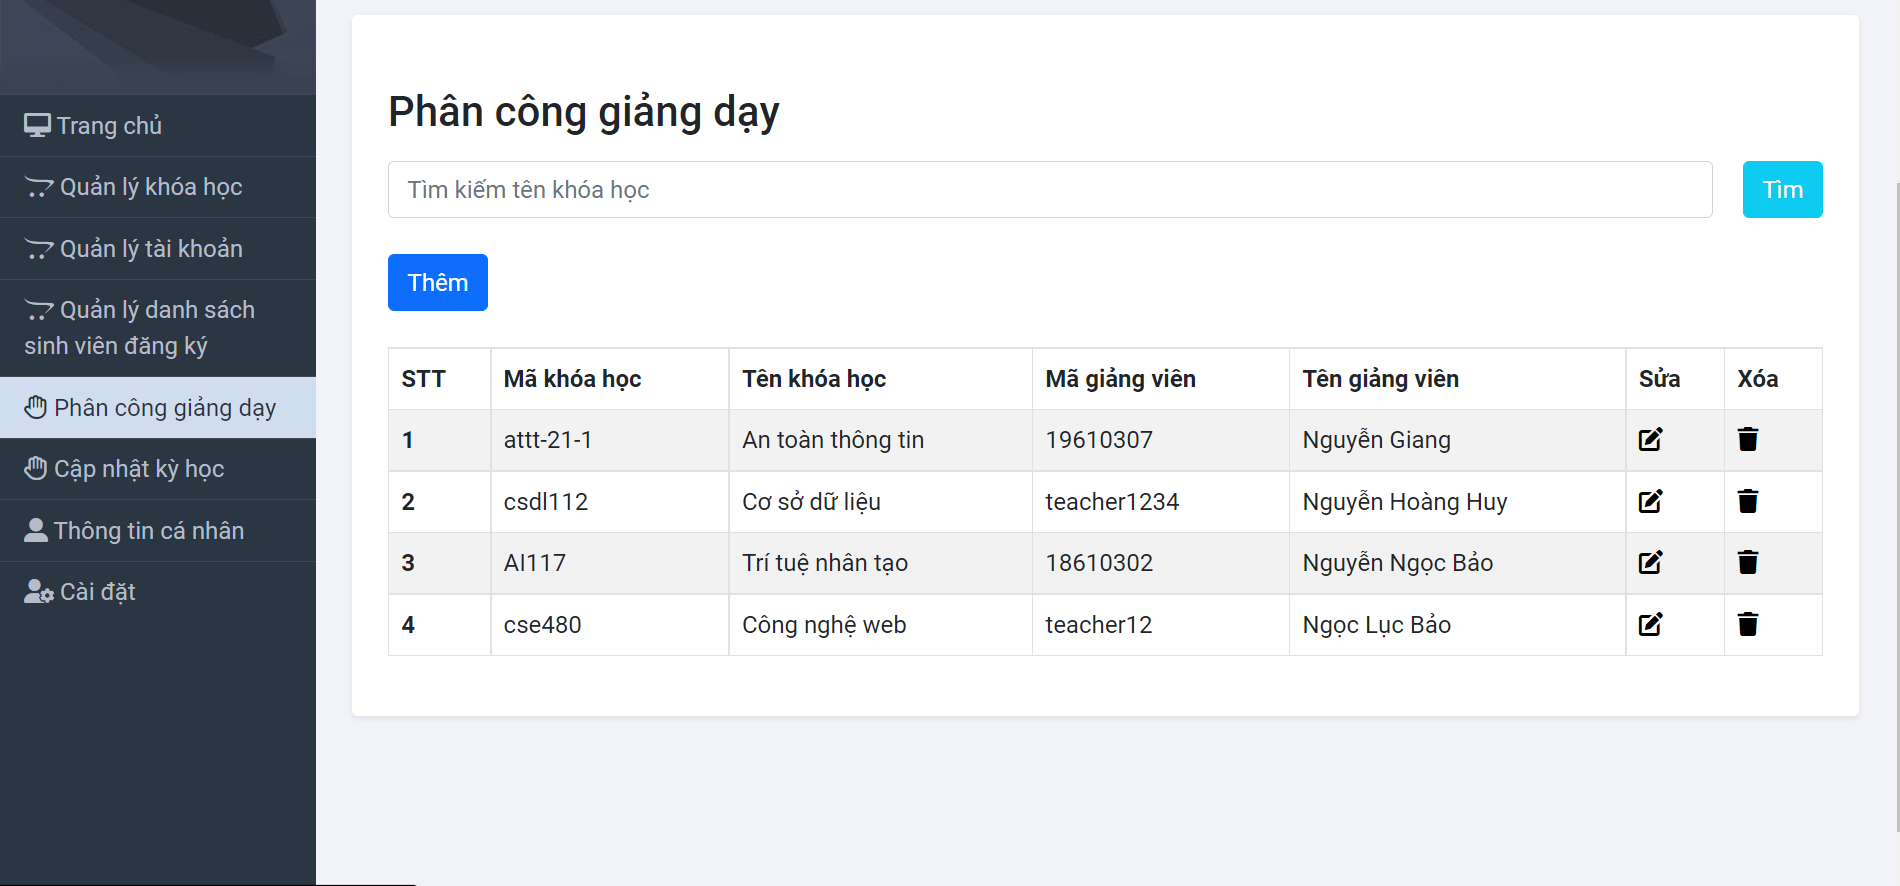 Trang chủ
Quản lý khóa học
Quản lý tài khoản
Quản lý danh sách
sinh viên đăng ký
Phân công giảng dạy
Cập nhật kỳ học
Thông tin cá nhân
Cài đặt
Phân công giảng dạy
Tìm kiếm tên khóa học
Tìm
Thêm
STT Mã khóa học Tên khóa học Mã giảng viên Tên giảng viên Sửa Xóa
1 attt-21-1 An toàn thông tin 19610307 Nguyễn Giang
2 csdl112 Cơ sở dữ liệu teacher1234 Nguyễn Hoàng Huy
3 AI117 Trí tuệ nhân tạo 18610302 Nguyễn Ngọc Bảo
4 cse480 Công nghệ web teacher12 Ngọc Lục Bảo